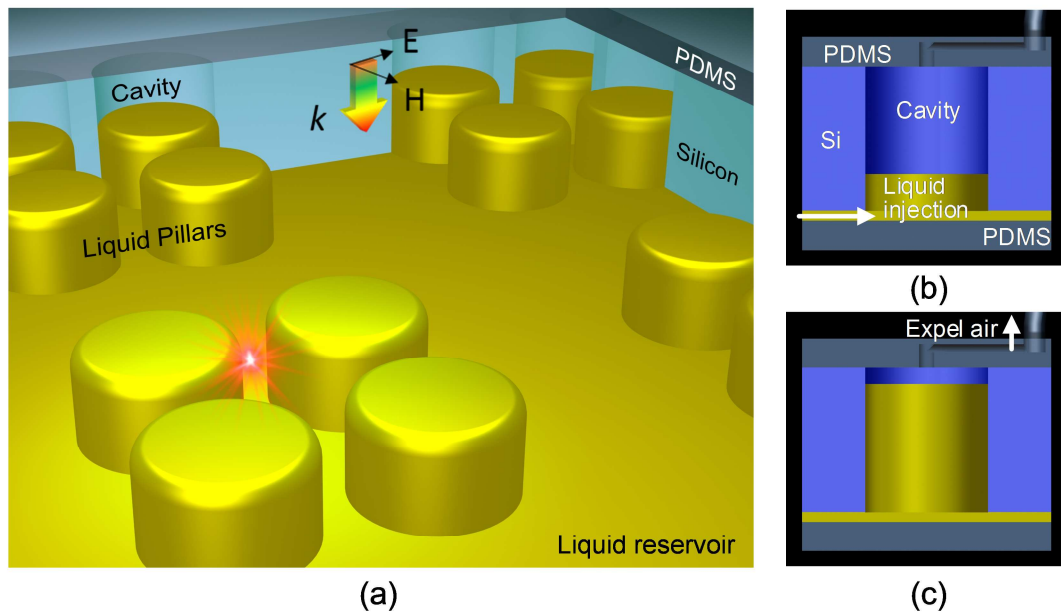 E
PDMS
Cavity
H
k
Silicon
Liquid Pillars
Liquid reservoir
(a)
PDMS
Cavity
Si
Liquid
injection
PDMS
(b)
Expel air
(c)